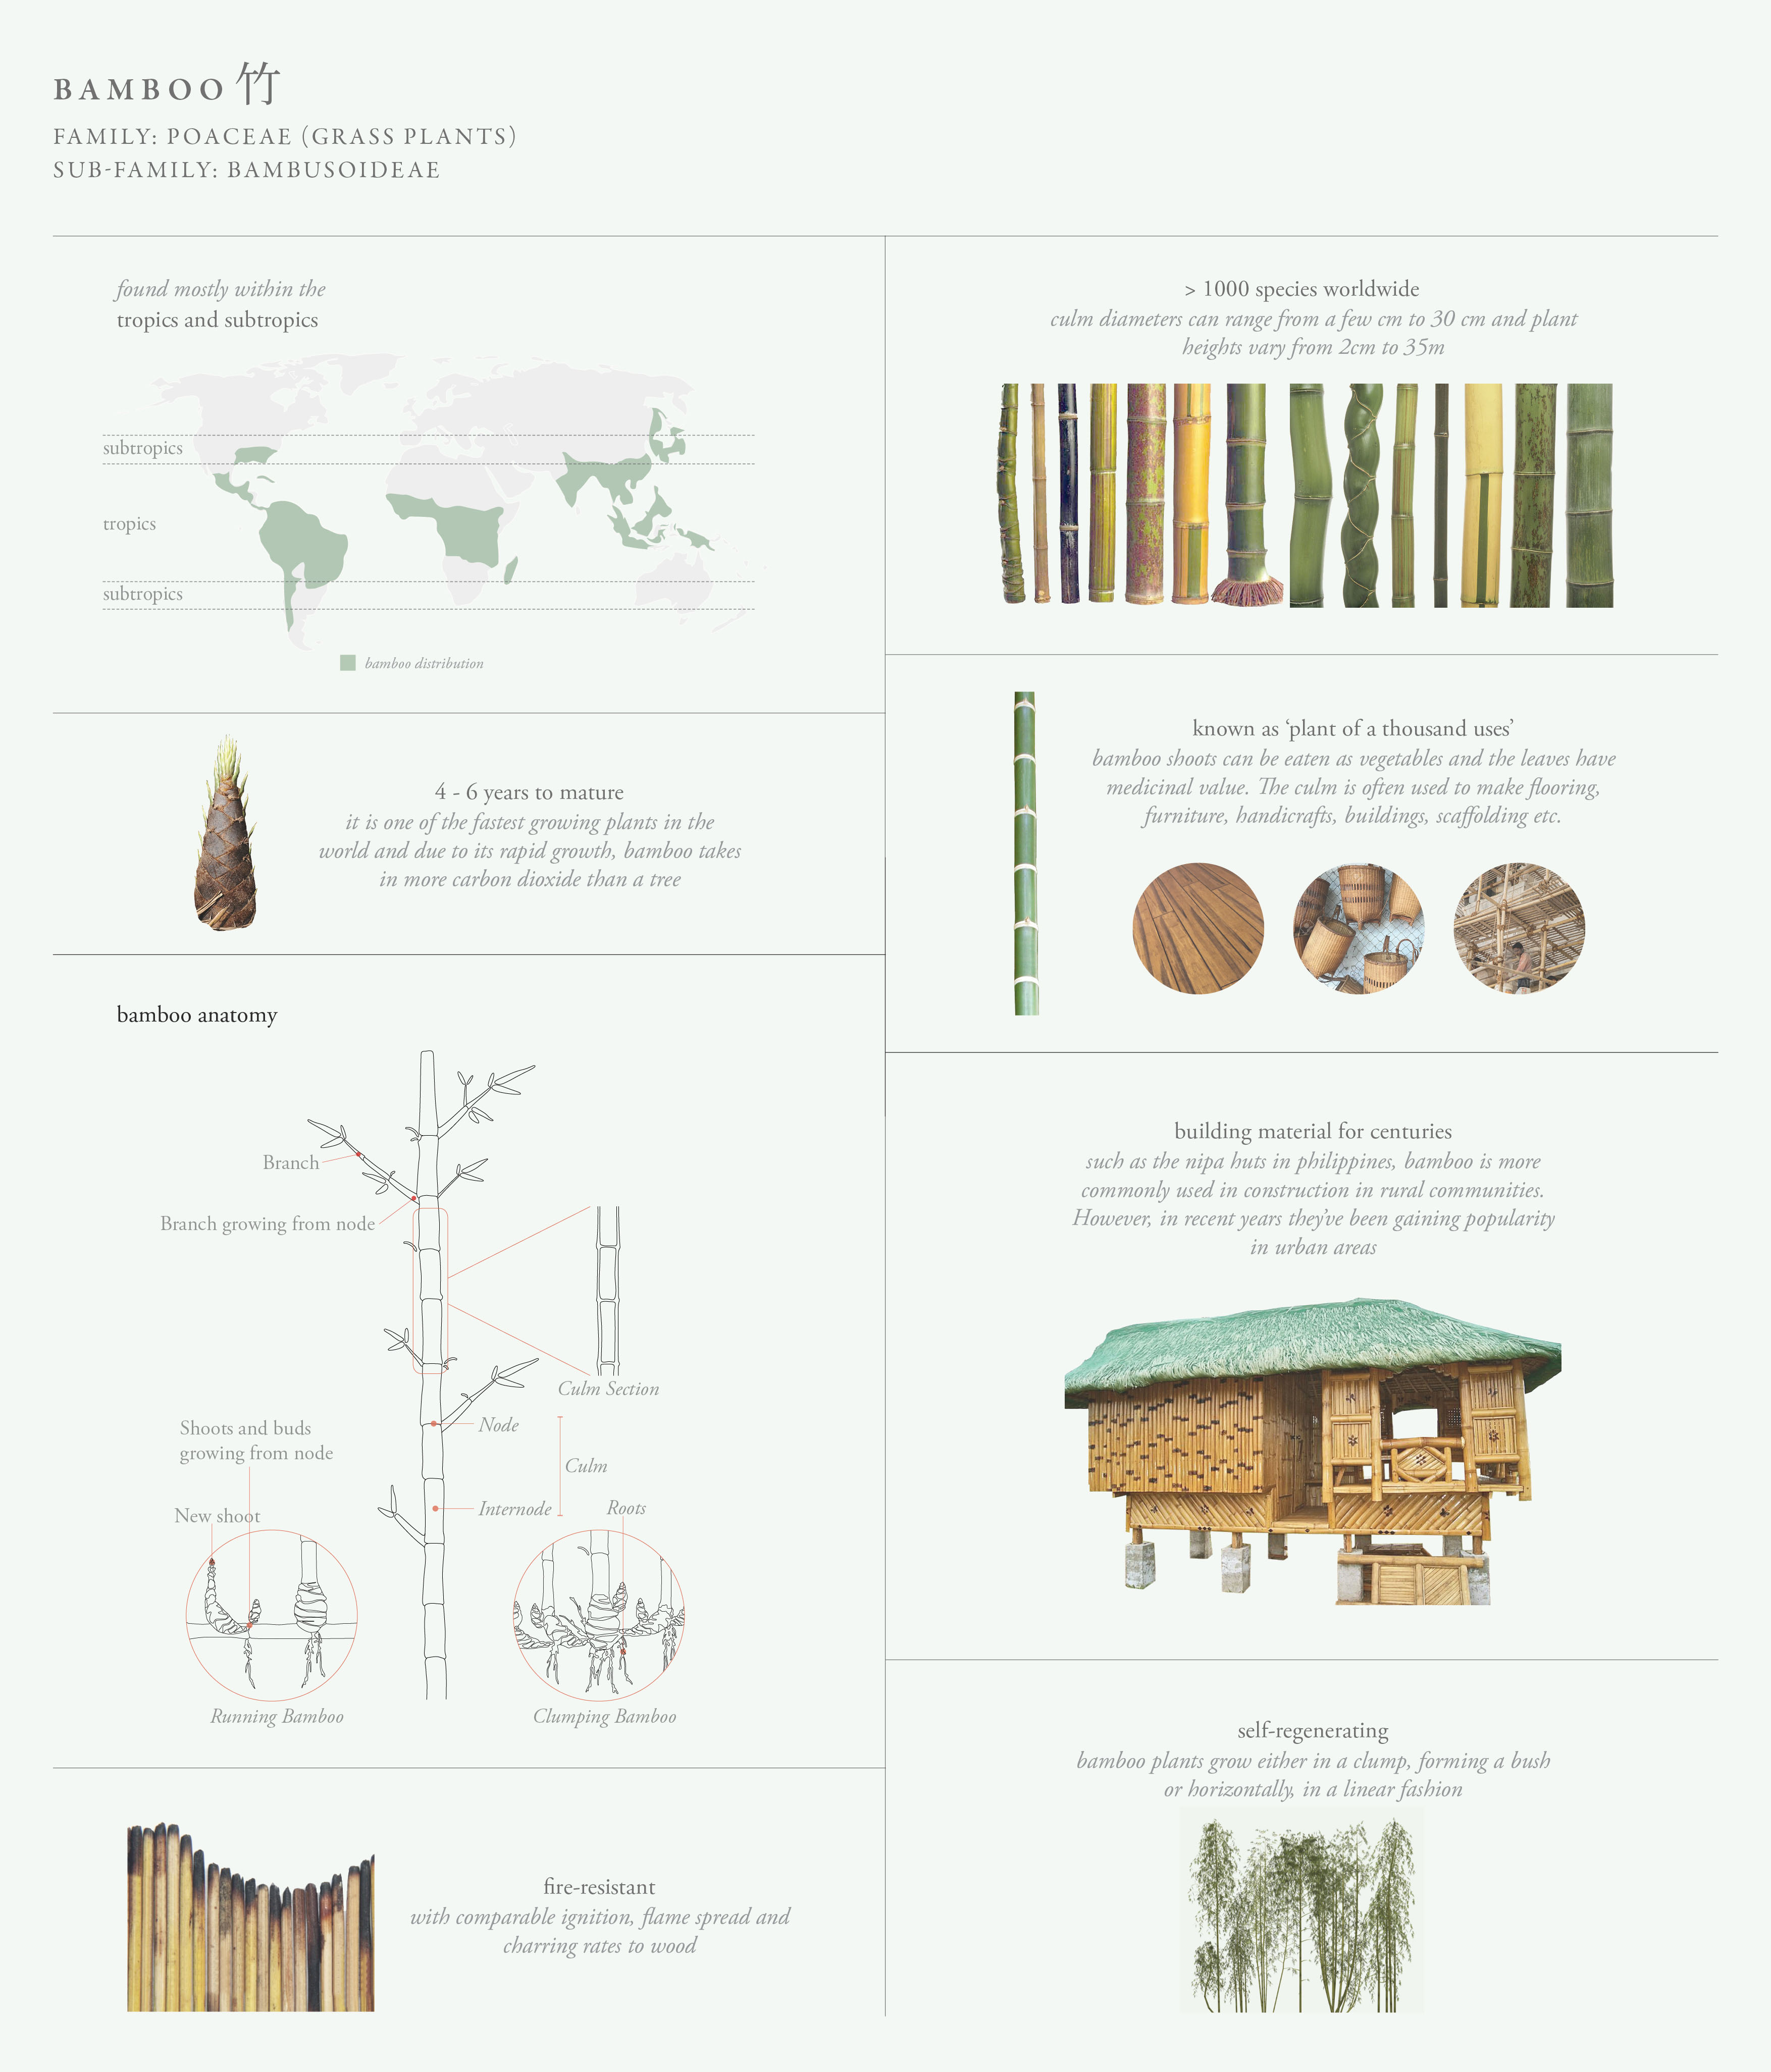 BAMBOO 竹
FAMILY: POACEAE (GRASS PLANTS)
SUB-FAMILY: BAMBUSOIDEAE
found mostly within the
tropics and subtropics
subtropics
tropics
subtropics
bamboo distribution
4 - 6 years to mature
it is one of the fastest growing plants in the
world and due to its rapid growth, bamboo takes
in more carbon dioxide than a tree
bamboo anatomy
Branch
Branch growing from node
Culm Section
Node
Culm
Internode
Roots
Shoots and buds
growing from node
New shoot
Running Bamboo
Clumping Bamboo
fire-resistant
with comparable ignition, flame spread and
charring rates to wood
> 1000 species worldwide
culm diameters can range from a few cm to 30 cm and plant
heights vary from 2cm to 35m
known as ‘plant of a thousand uses’
bamboo shoots can be eaten as vegetables and the leaves have
medicinal value. The culm is often used to make flooring,
furniture, handicrafts, buildings, scaffolding etc.
building material for centuries
such as the nipa huts in philippines, bamboo is more
commonly used in construction in rural communities.
However, in recent years they’ve been gaining popularity
in urban areas
self-regenerating
bamboo plants grow either in a clump, forming a bush
or horizontally, in a linear fashion